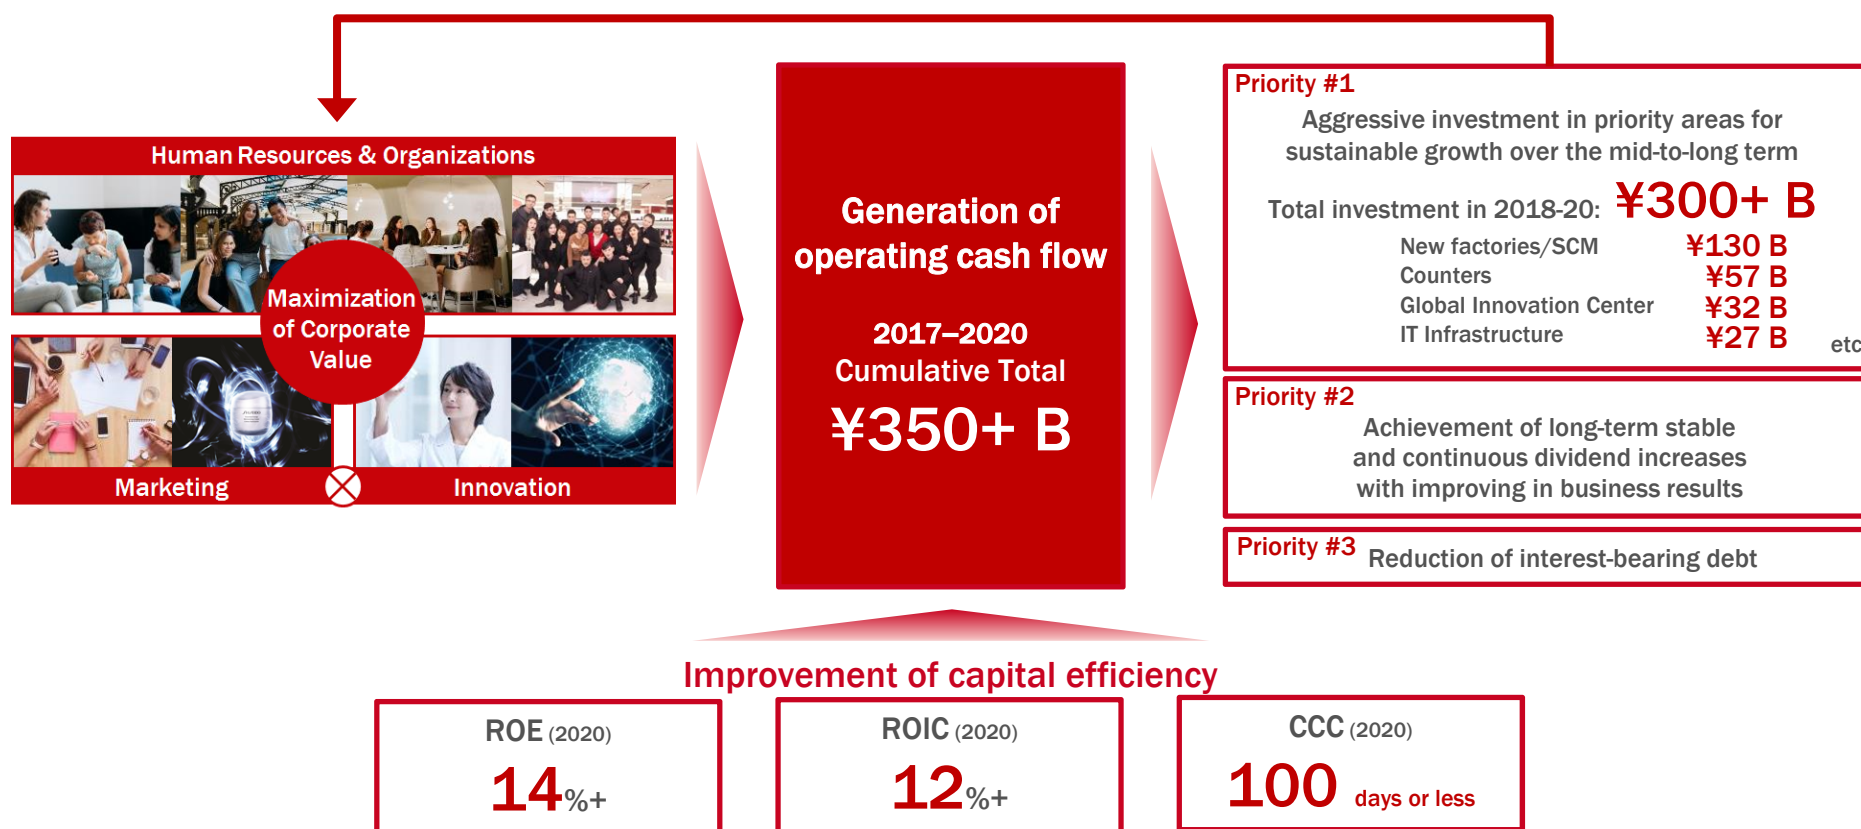 Human Resources & Organizations
Maximization
of Corporate
Value
Marketing
Innovation
Generation of
operating cash flow
2017–2020
Cumulative Total
¥350+ B
Priority #1
Aggressive investment in priority areas for
sustainable growth over the mid-to-long term
Total investment in 2018-20: ¥300+ B
New factories/SCM ¥130 B
Counters ¥57 B
Global Innovation Center ¥32 B
IT Infrastructure ¥27 B
etc
Priority #2
Achievement of long-term stable
and continuous dividend increases
with improving in business results
Priority #3 Reduction of interest-bearing debt
Improvement of capital efficiency
ROE (2020)
14%+
ROIC (2020)
12%+
CCC (2020)
100 days or less